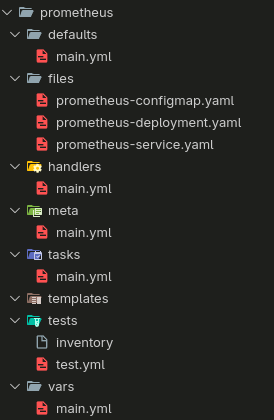 prometheus
defaults
main.yml
files
prometheus-configmap.yaml
prometheus-deployment.yaml
prometheus-service.yaml
handlers
main.yml
meta
main.yml
tasks
main.yml
templates
tests
inventory
test.yml
vars
main.yml